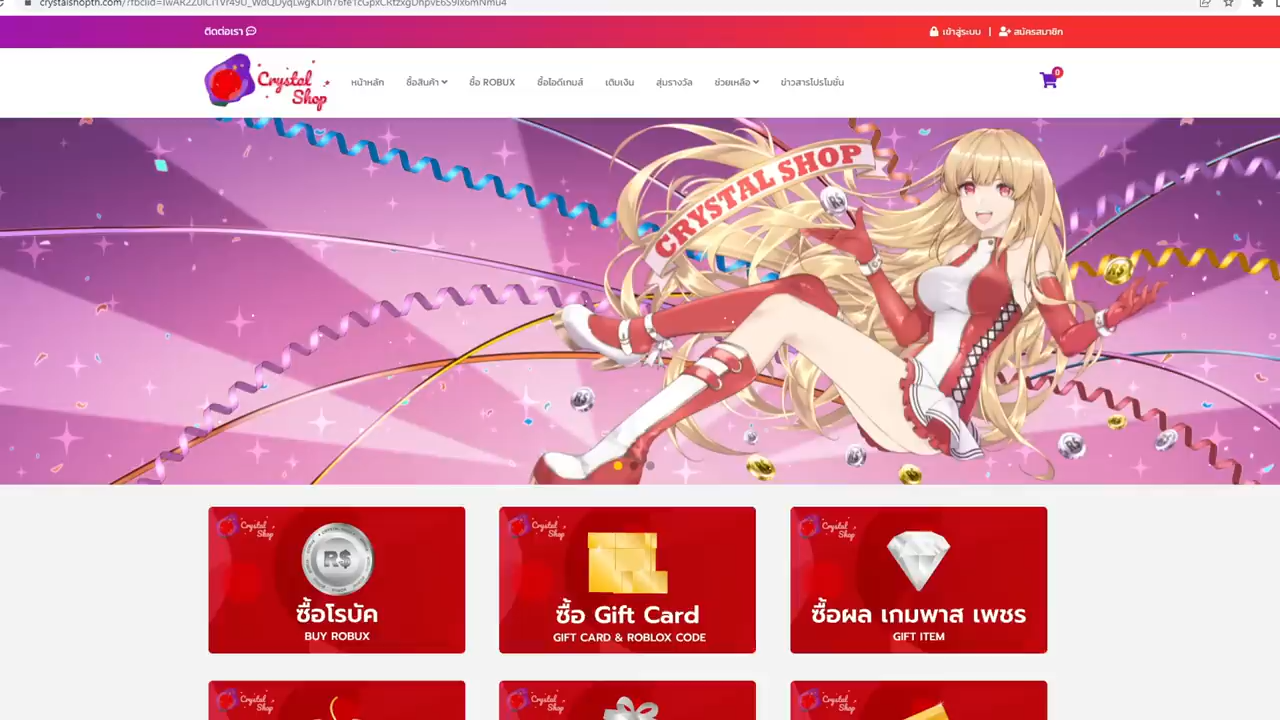 ติดต่อเรา
เข้าสู่ระบบ | สมัครสมาชิก
Crystal Shop
หน้าหลัก ซื้อสินค้า ซื้อ ROBUX ซื้อไอดีเกมส์ เติมเงิน สุ่มรางวัล ช่วยเหลือ ข่าวสารโปรโมชั่น
0
CRYSTAL SHOP
R$
Crystal Shop
R$
ซื้อโรบัค
BUY ROBUX
Crystal Shop
ซื้อ Gift Card
GIFT CARD & ROBLOX CODE
Crystal Shop
ซื้อผล เกมพาส เพชร
GIFT ITEM
Crystal Shop
Crystal Shop
Crystal Shop